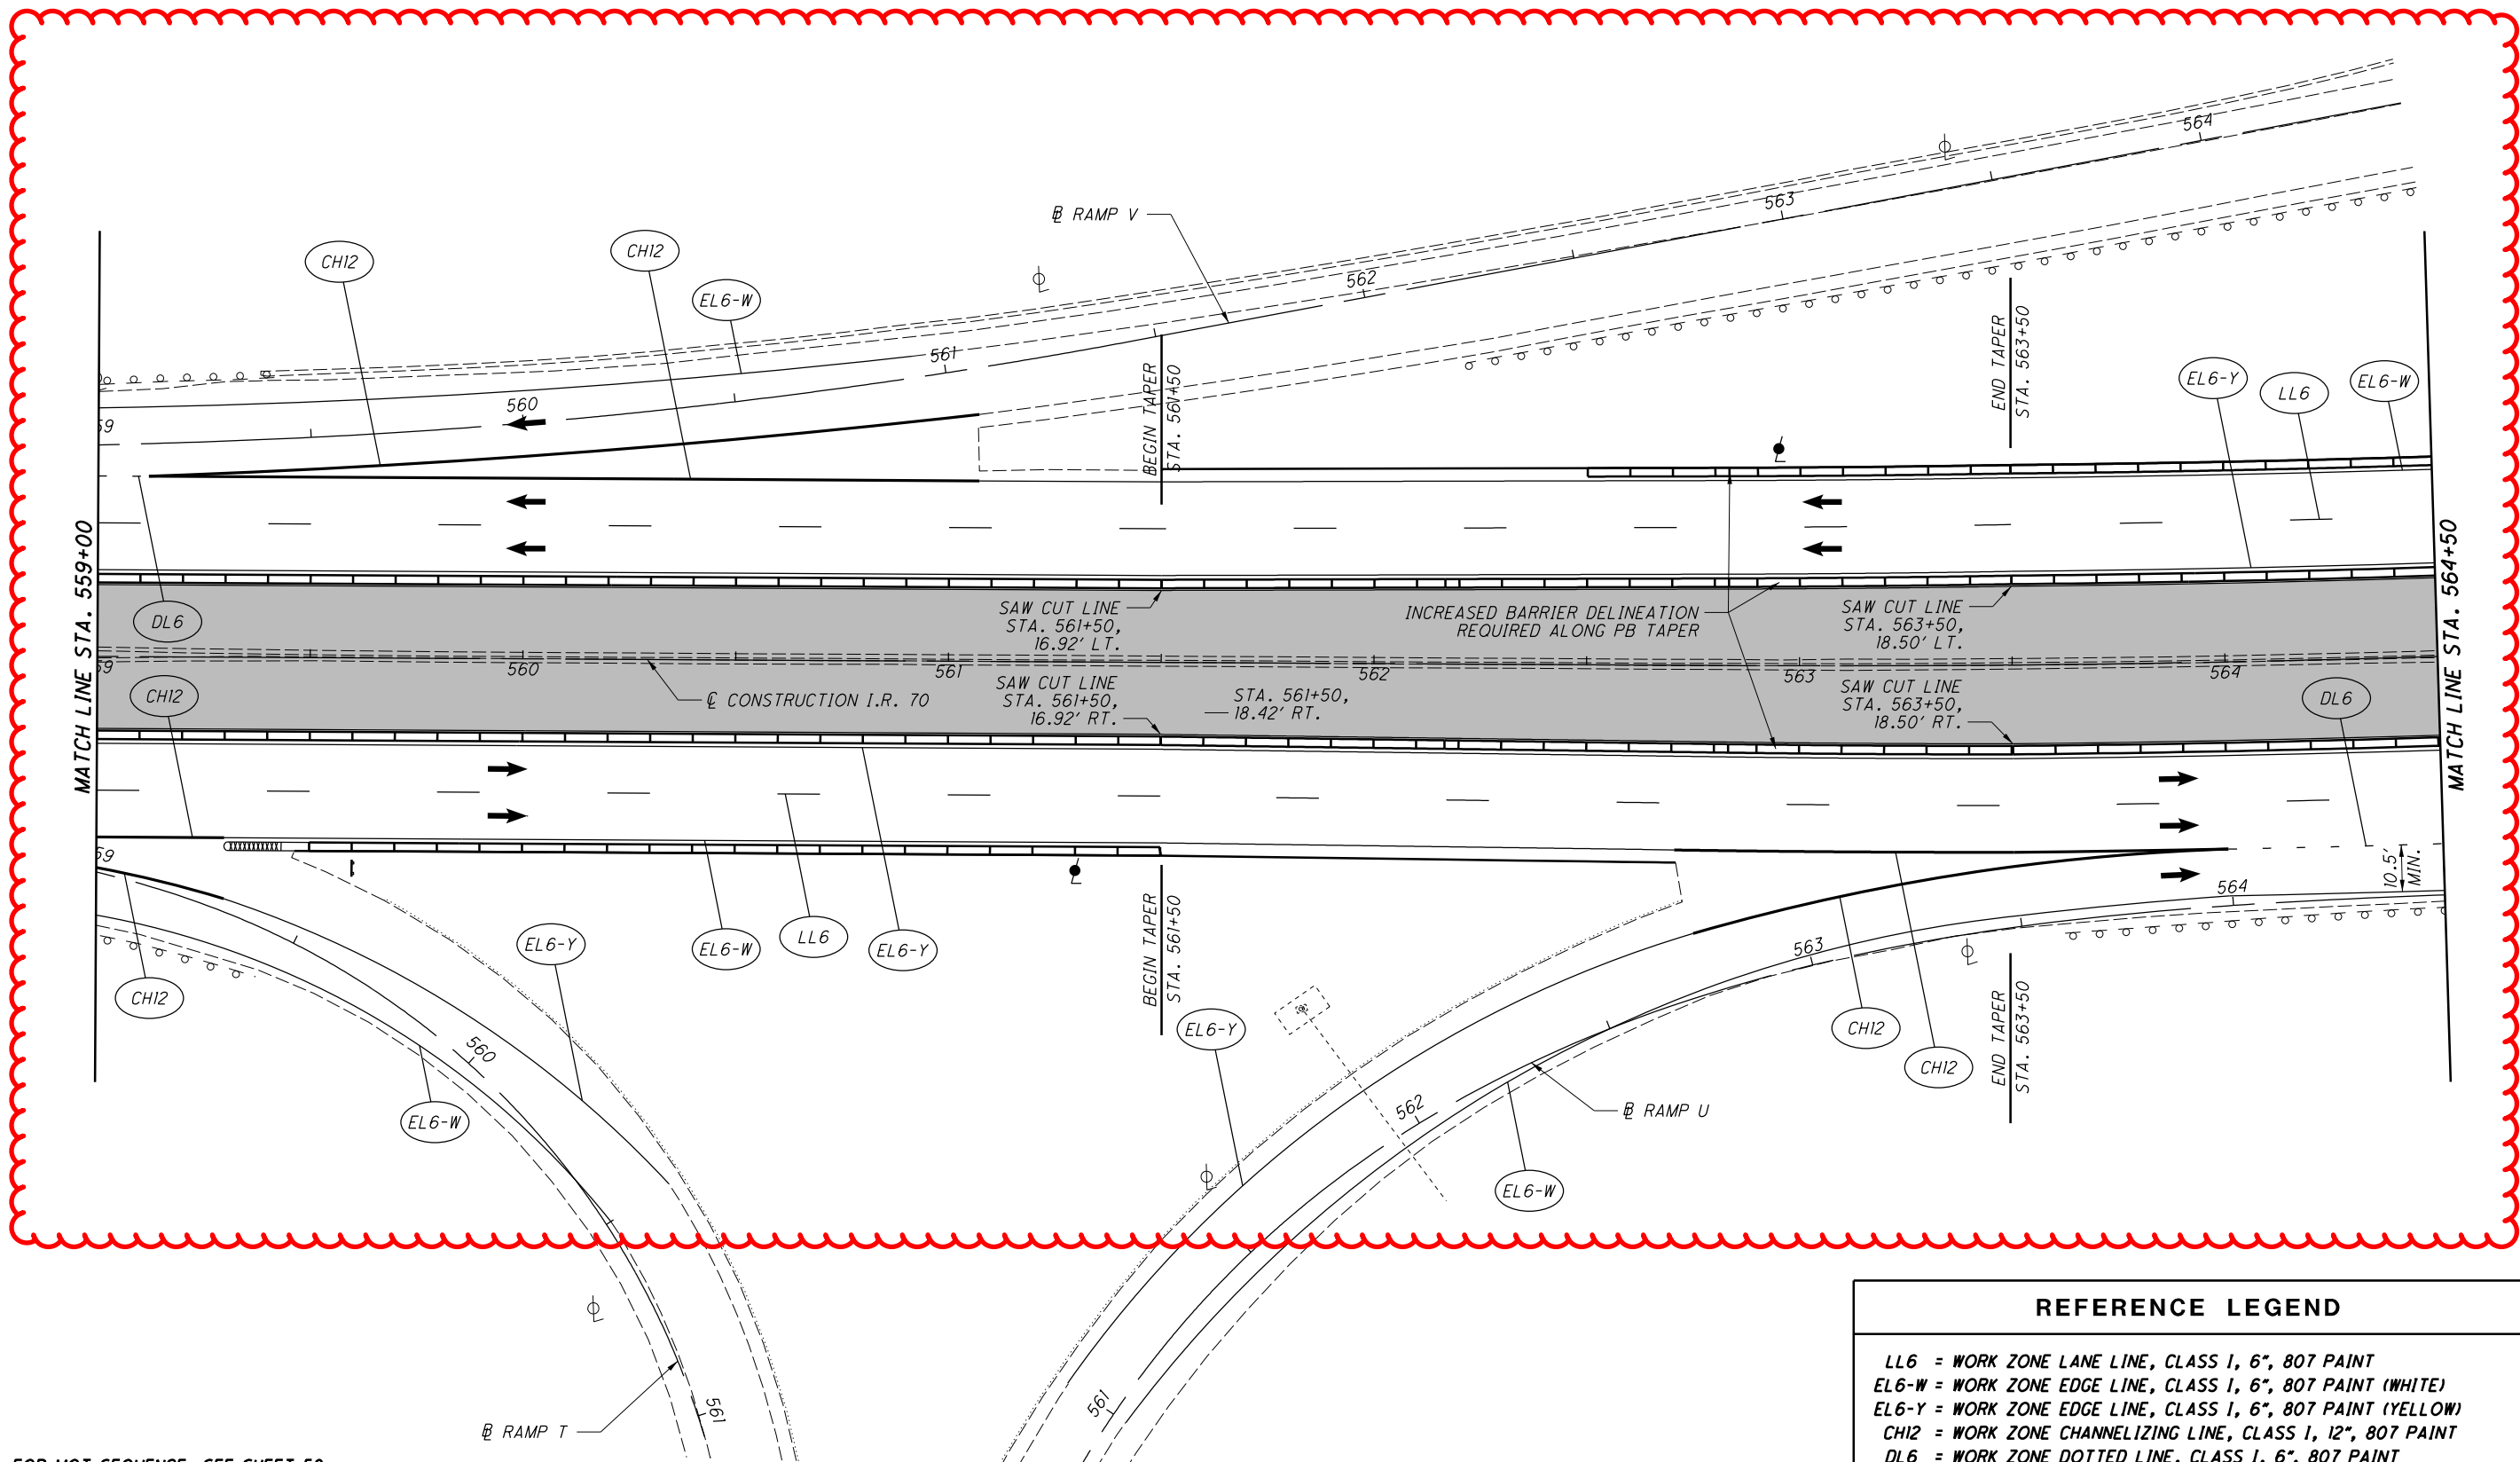 564
563
℄ RAMP V
CH12
CH12
562
EL6-W
561
560
59
BEGIN TAPER
STA. 561+50
END TAPER
STA. 563+50
EL6-Y
LL6
EL6-W
MATCH LINE STA. 559+00
MATCH LINE STA. 564+50
DL6
SAW CUT LINE
STA. 561+50,
16.92' LT.
INCREASED BARRIER DELINEATION
REQUIRED ALONG PB TAPER
SAW CUT LINE
STA. 563+50,
18.50' LT.
59
560
561
562
563
564
CH12
℄ CONSTRUCTION I.R. 70
SAW CUT LINE
STA. 561+50,
16.92' RT.
STA. 561+50,
18.42' RT.
SAW CUT LINE
STA. 563+50,
18.50' RT.
DL6
59
10.5'
MIN.
564
563
EL6-Y
EL6-W
LL6
EL6-Y
CH12
BEGIN TAPER
STA. 561+50
EL6-Y
CH12
CH12
END TAPER
STA. 563+50
560
EL6-W
562
℄ RAMP U
EL6-W
561
561
℄ RAMP T
REFERENCE LEGEND
LL6 = WORK ZONE LANE LINE, CLASS I, 6", 807 PAINT
EL6-W = WORK ZONE EDGE LINE, CLASS I, 6", 807 PAINT (WHITE)
EL6-Y = WORK ZONE EDGE LINE, CLASS I, 6", 807 PAINT (YELLOW)
CH12 = WORK ZONE CHANNELIZING LINE, CLASS I, 12", 807 PAINT
DL6 = WORK ZONE DOTTED LINE, CLASS I, 6", 807 PAINT